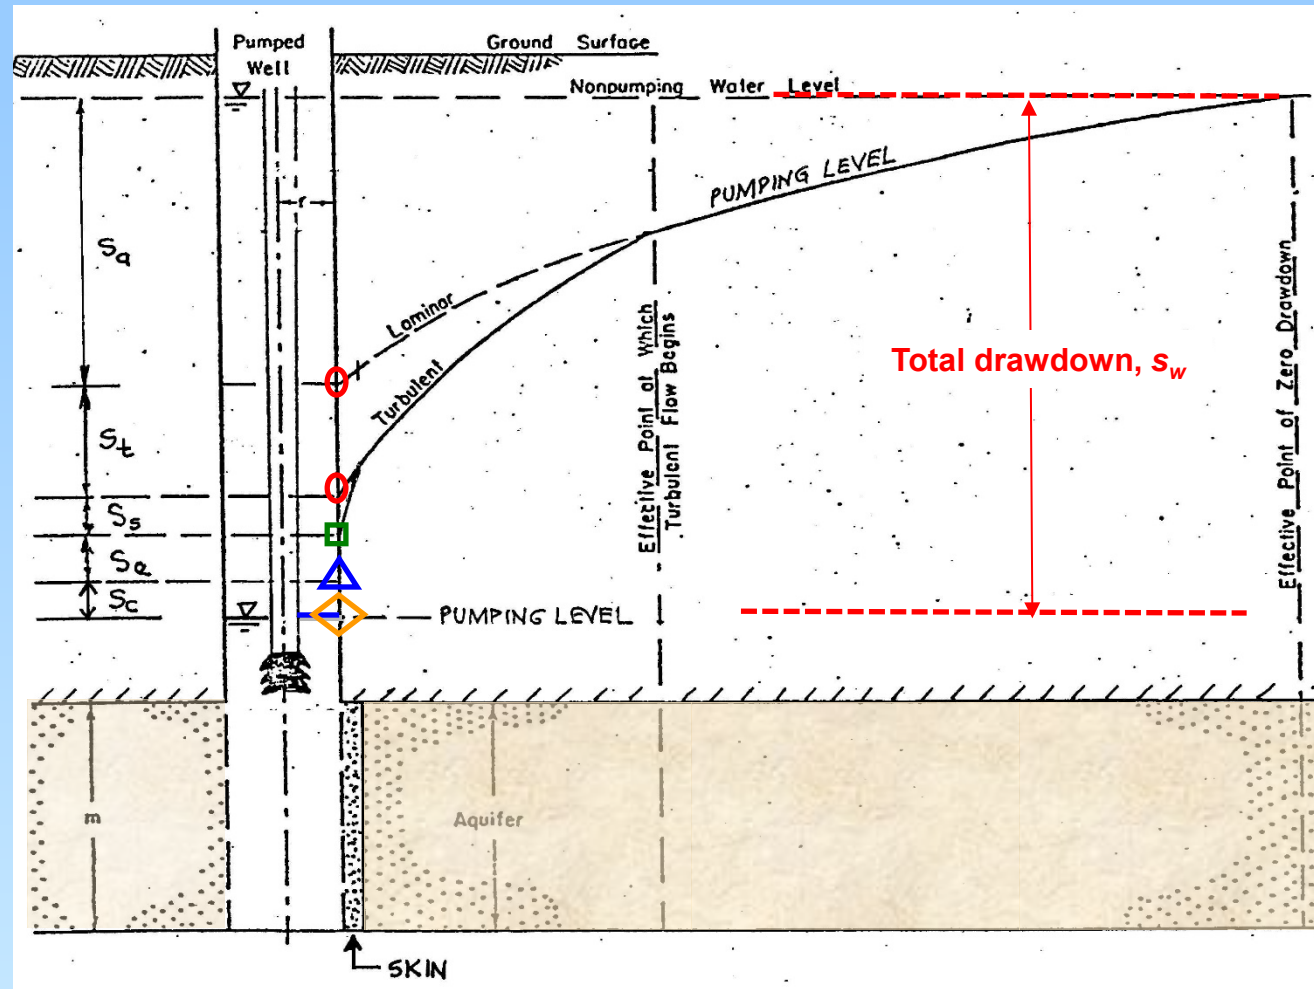 Pumped
Well
Ground Surface
Nonpumping Water Level
r
PUMPING LEVEL
Sa
Laminar
Turbulent
St
Ss
Se
Sc
Effective Point at Which
Turbulent Flow Begins
Total drawdown, sw
Effective Point of Zero Drawdown
PUMPING LEVEL
m
Aquifer
SKIN